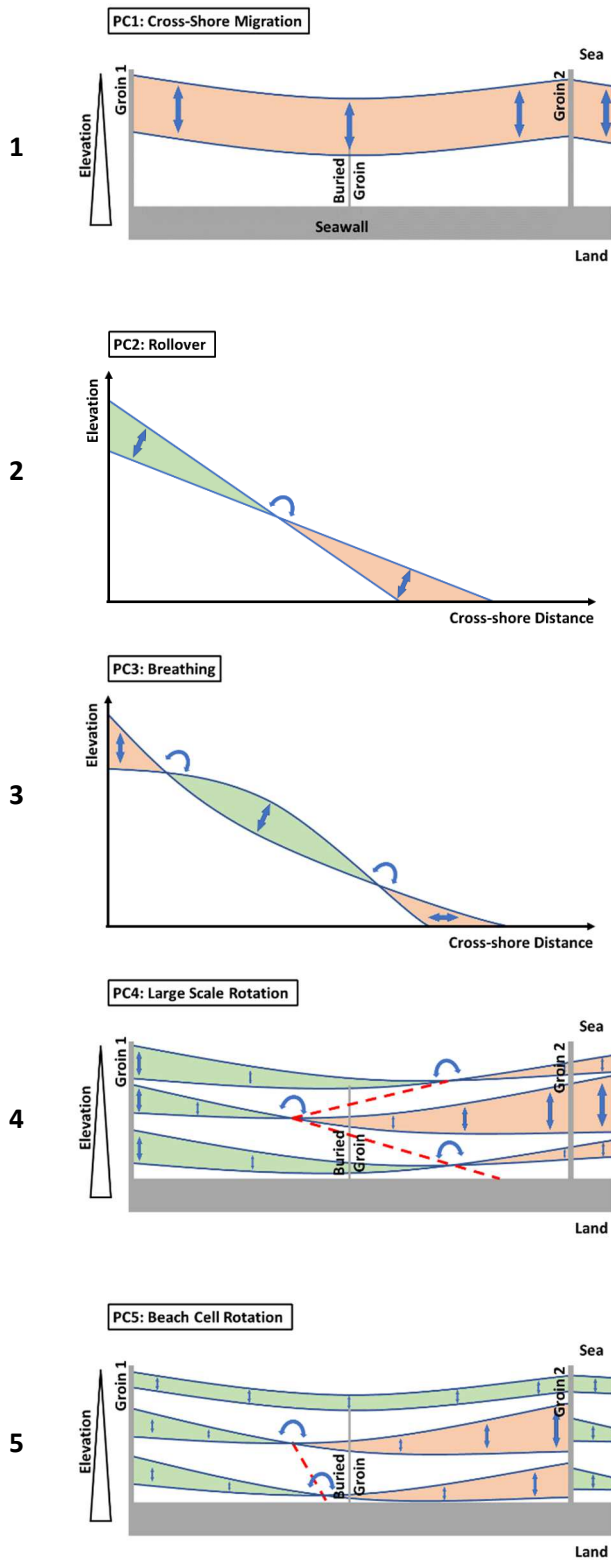 PC1: Cross-Shore Migration
Sea
Groin 1
Groin 2
Elevation
1
Buried
Groin
Seawall
Land
PC2: Rollover
Elevation
2
Cross-shore Distance
PC3: Breathing
Elevation
3
Cross-shore Distance
PC4: Large Scale Rotation
Sea
Groin 1
Groin 2
Elevation
4
Buried
Groin
Land
PC5: Beach Cell Rotation
Sea
Groin 1
Groin 2
Elevation
5
Buried
Groin
Land